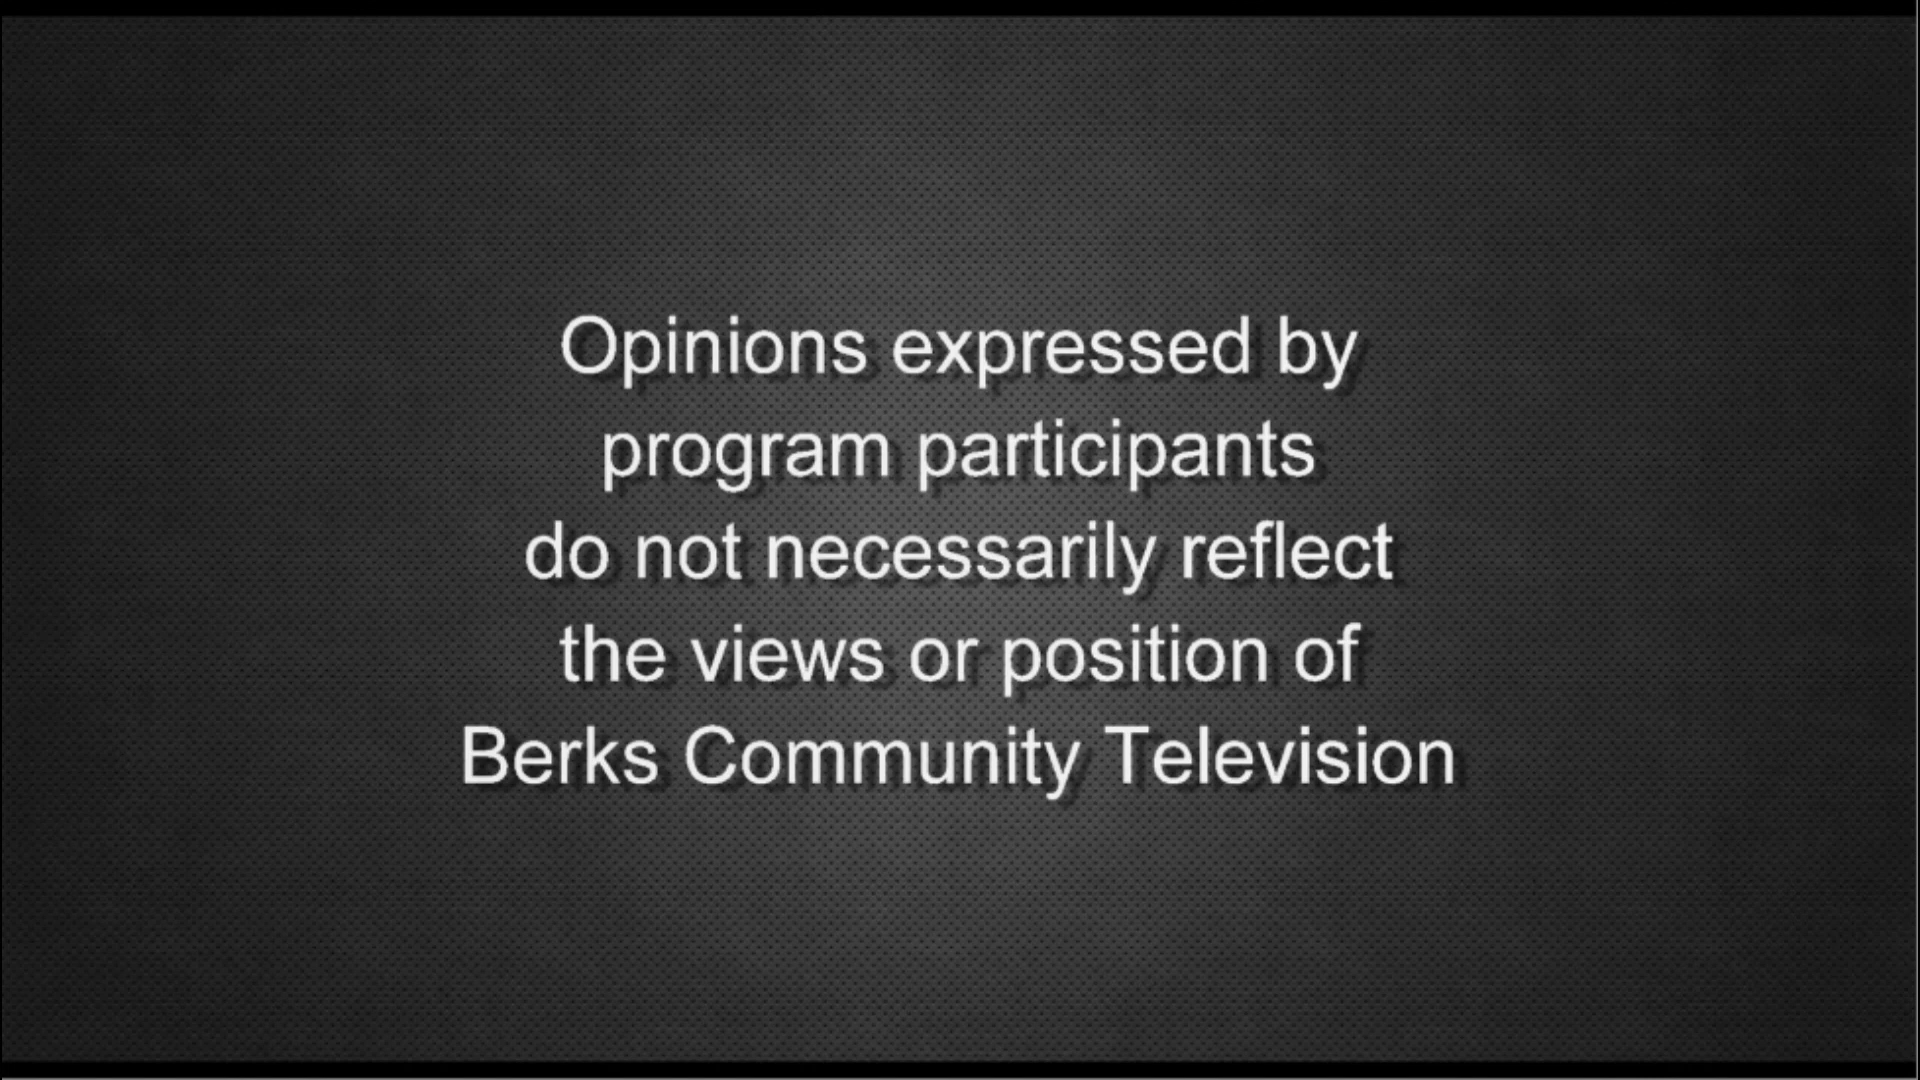 Opinions expressed by
program participants
do not necessarily reflect
the views or position of
Berks Community Television